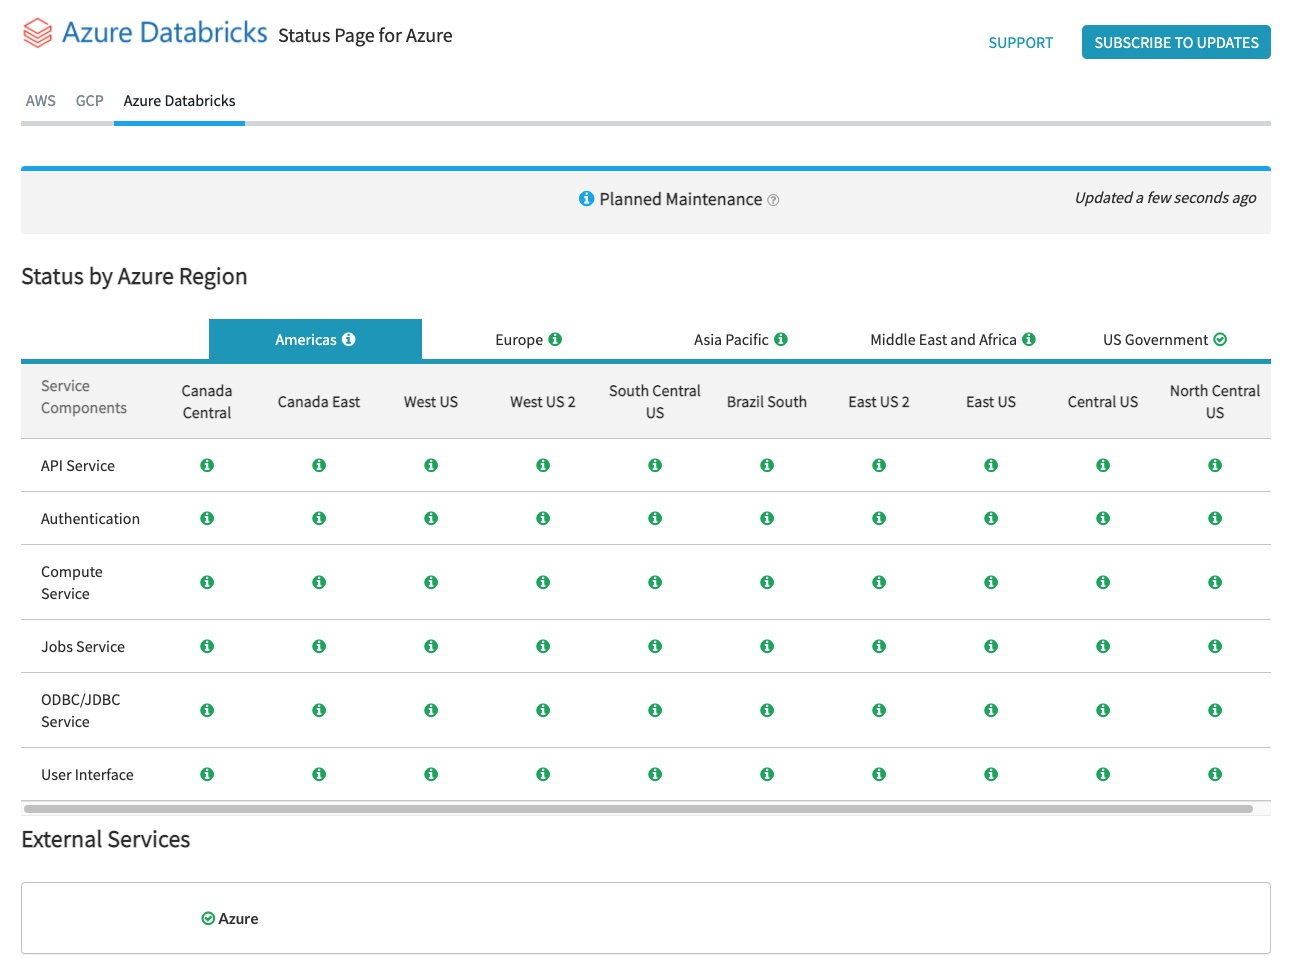 Azure Databricks Status Page for Azure
SUPPORT SUBSCRIBE TO UPDATES
AWS GCP Azure Databricks
Planned Maintenance ?
Updated a few seconds ago
Status by Azure Region
Americas Europe Asia Pacific Middle East and Africa US Government
Service Components
Canada Central
Canada East
West US
West US 2
South Central US
Brazil South
East US 2
East US
Central US
North Central US
API Service
Authentication
Compute
Service
Jobs Service
ODBC/JDBC
Service
User Interface
External Services
Azure